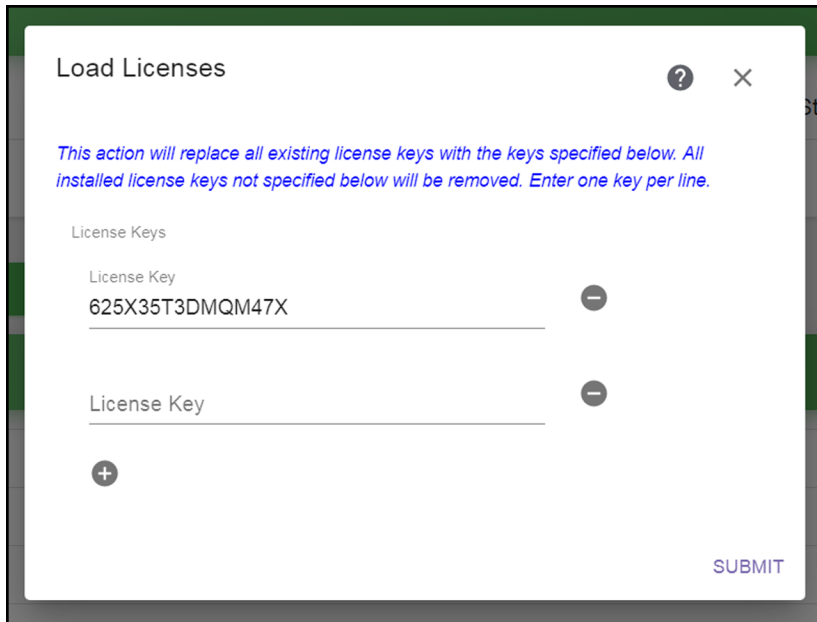 Load Licenses
St
This action will replace all existing license keys with the keys specified below. All
installed license keys not specified below will be removed. Enter one key per line.
License Keys
License Key
625X35T3DMQM47X
License Key
SUBMIT